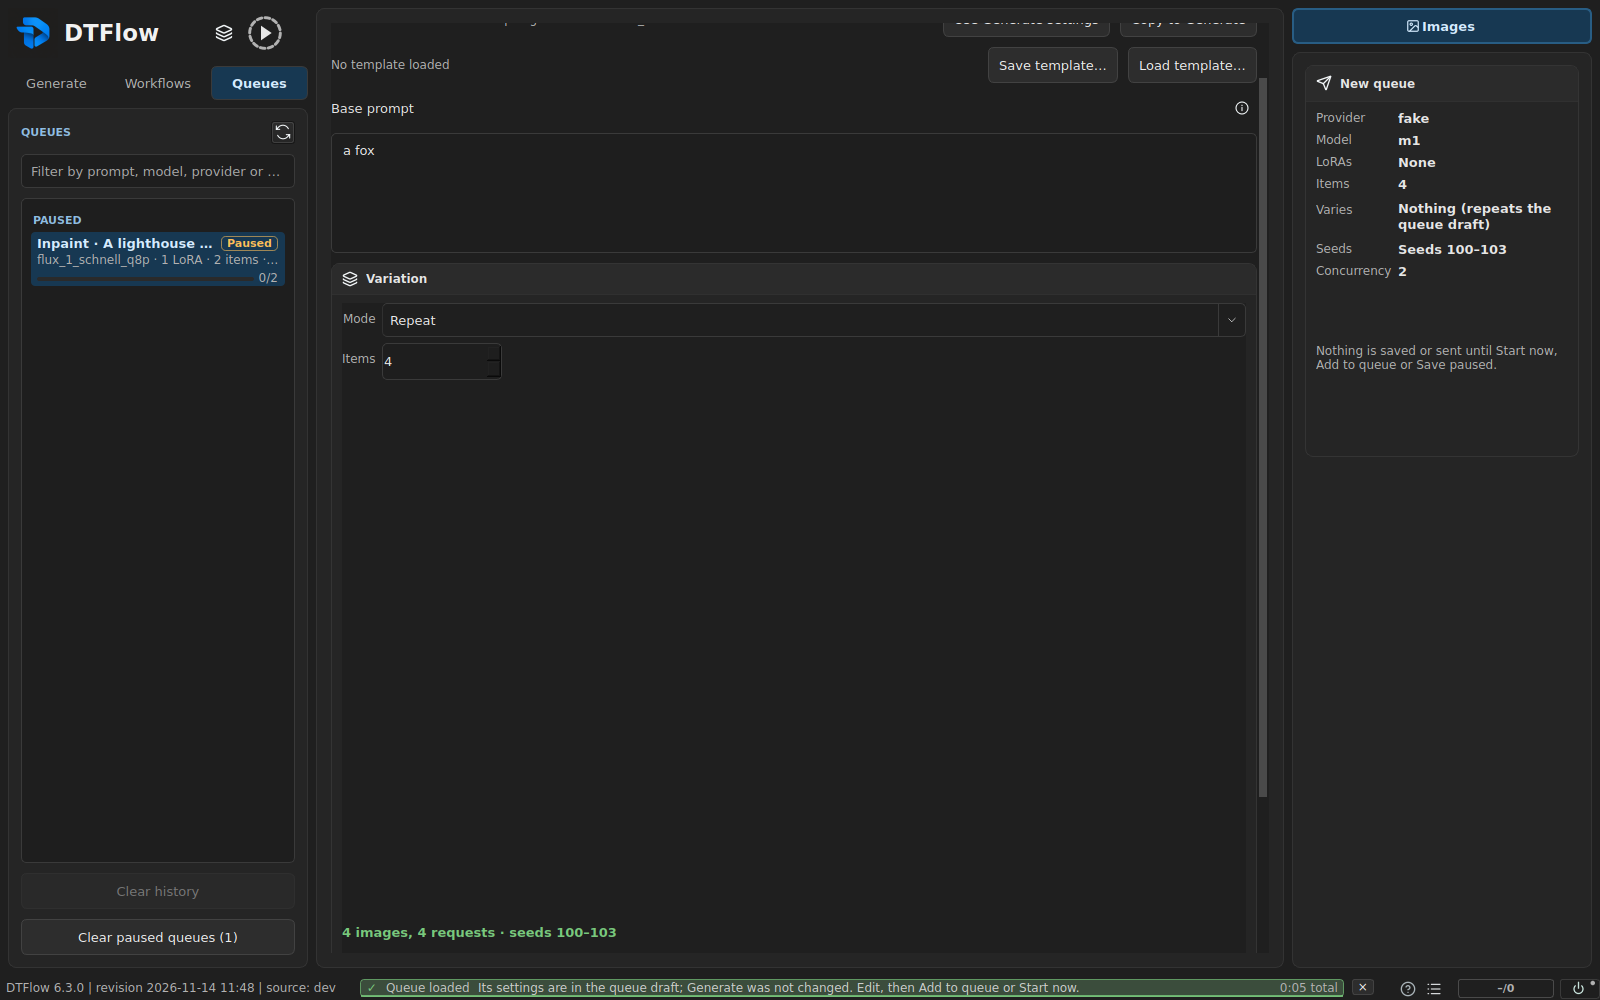 DTFlow
Generate
Workflows
Queues
QUEUES
Filter by prompt, model, provider or ...
PAUSED
Inpaint · A lighthouse ...
Paused
flux_1_schnell_q8p · 1 LoRA · 2 items ·...
0/2
Clear history
Clear paused queues (1)
No template loaded
Save template...
Load template...
Base prompt
a fox
Variation
Mode
Repeat
Items
4
4 images, 4 requests · seeds 100–103
Images
New queue
Provider
fake
Model
m1
LoRAs
None
Items
4
Varies
Nothing (repeats the
queue draft)
Seeds
Seeds 100–103
Concurrency
2
Nothing is saved or sent until Start now,
Add to queue or Save paused.
DTFlow 6.3.0 | revision 2026-11-14 11:48 | source: dev
✓ Queue loaded Its settings are in the queue draft; Generate was not changed. Edit, then Add to queue or Start now.
0:05 total
–/0